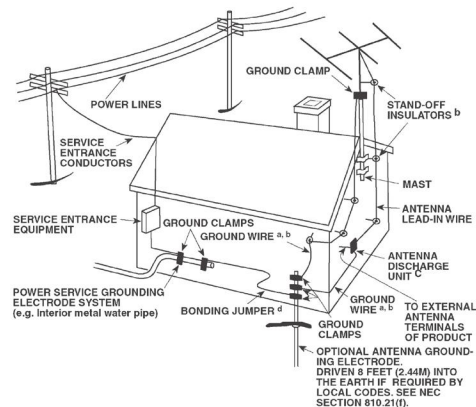 GROUND CLAMP
POWER LINES
STAND-OFF
INSULATORS b
SERVICE
ENTRANCE
CONDUCTORS
MAST
ANTENNA
LEAD-IN WIRE
SERVICE ENTRANCE
EQUIPMENT
GROUND CLAMPS
GROUND WIRE a, b
ANTENNA
DISCHARGE
UNIT C
POWER SERVICE GROUNDING
ELECTRODE SYSTEM
(e.g. Interior metal water pipe)
BONDING JUMPER d
GROUND
WIRE a, b
GROUND
CLAMPS
TO EXTERNAL
ANTENNA
TERMINALS
OF PRODUCT
OPTIONAL ANTENNA GROUND-
ING ELECTRODE.
DRIVEN 8 FEET (2.44M) INTO
THE EARTH IF REQUIRED BY
LOCAL CODES. SEE NEC
SECTION 810.21(f).